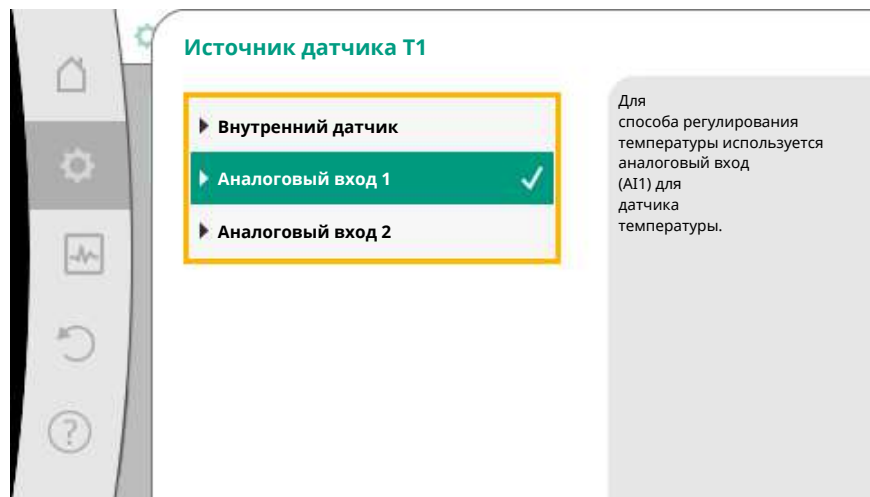 Источник датчика T1
Внутренний датчик
Аналоговый вход 1
Аналоговый вход 2
Для
способа регулирования
температуры используется
аналоговый вход
(AI1) для
датчика
температуры.
?